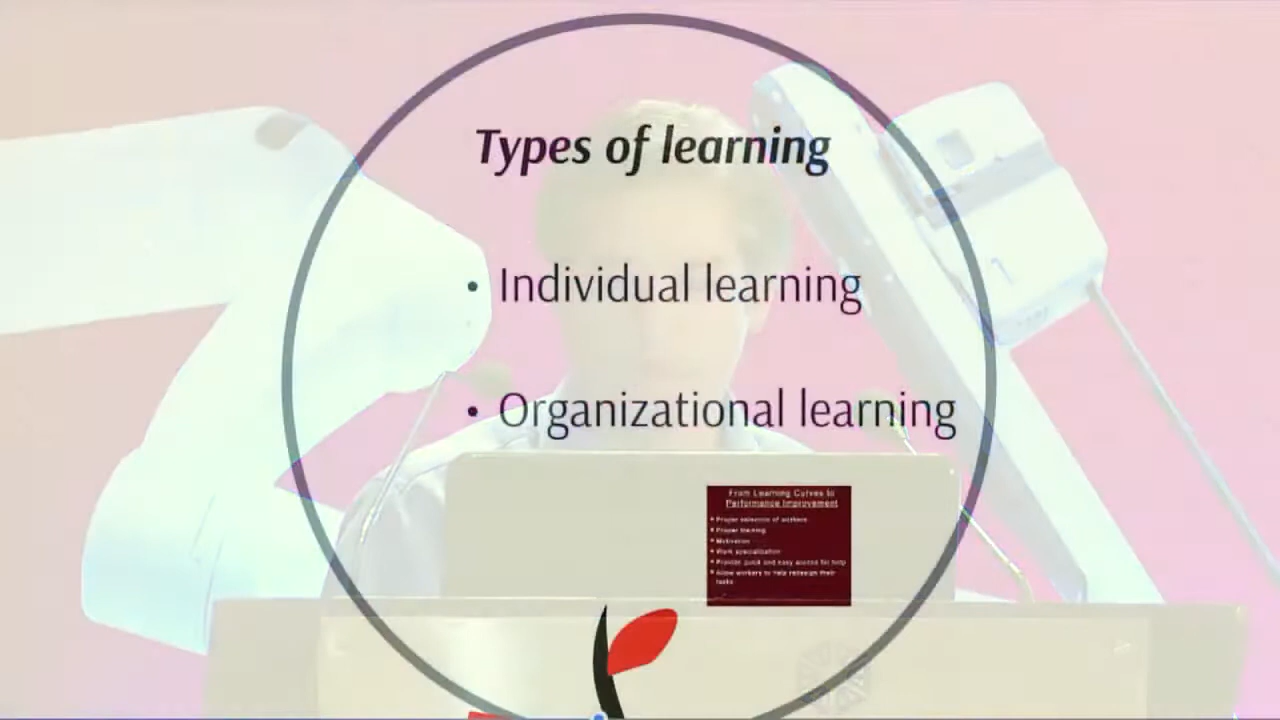 Types of learning
• Individual learning
• Organizational learning
From Learning Curves to
Performance Improvement
Proper selection of workers
Proper training
Motivation
Work specialization
Provide quick and easy access for help
Allow workers to help redesign their
tasks